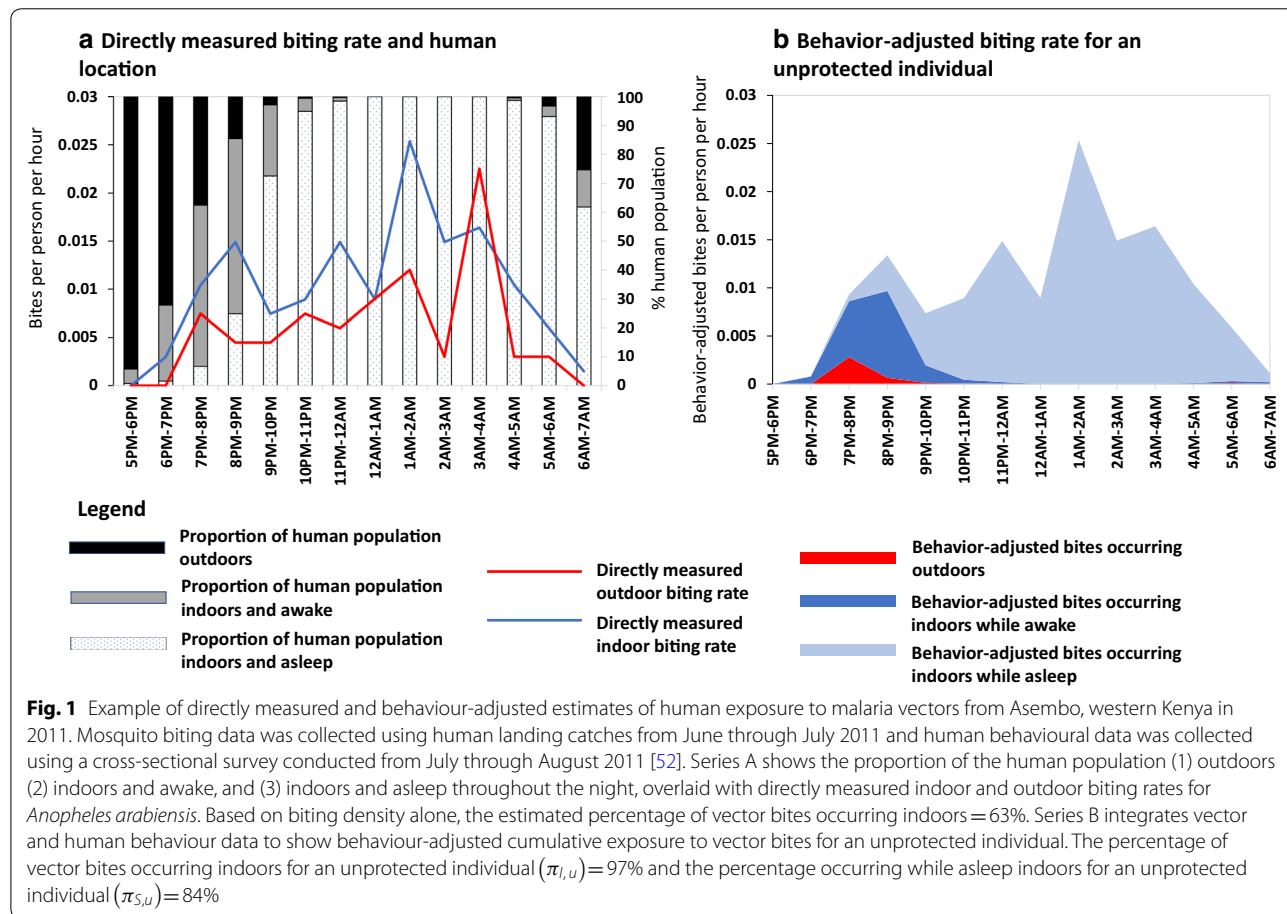 a Directly measured biting rate and human
location
b Behavior-adjusted biting rate for an
unprotected individual
Bites per person per hour
0.03
0.025
0.02
0.015
0.01
0.005
0
% human population
100
90
80
70
60
50
40
30
20
10
0
5PM-6PM
6PM-7PM
7PM-8PM
8PM-9PM
9PM-10PM
10PM-11PM
11PM-12AM
12AM-1AM
1AM-2AM
2AM-3AM
3AM-4AM
4AM-5AM
5AM-6AM
6AM-7AM
Behavior-adjusted bites per person per hour
0.03
0.025
0.02
0.015
0.01
0.005
0
5PM-6PM
6PM-7PM
7PM-8PM
8PM-9PM
9PM-10PM
10PM-11PM
11PM-12AM
12AM-1AM
1AM-2AM
2AM-3AM
3AM-4AM
4AM-5AM
5AM-6AM
6AM-7AM
Legend
Proportion of human population
outdoors
Proportion of human population
indoors and awake
Proportion of human population
indoors and asleep
Directly measured
outdoor biting rate
Directly measured
indoor biting rate
Behavior-adjusted bites occurring
outdoors
Behavior-adjusted bites occurring
indoors while awake
Behavior-adjusted bites occurring
indoors while asleep
Fig. 1 Example of directly measured and behaviour-adjusted estimates of human exposure to malaria vectors from Asembo, western Kenya in
2011. Mosquito biting data was collected using human landing catches from June through July 2011 and human behavioural data was collected
using a cross-sectional survey conducted from July through August 2011 [52]. Series A shows the proportion of the human population (1) outdoors
(2) indoors and awake, and (3) indoors and asleep throughout the night, overlaid with directly measured indoor and outdoor biting rates for
Anopheles arabiensis. Based on biting density alone, the estimated percentage of vector bites occurring indoors = 63%. Series B integrates vector
and human behaviour data to show behaviour-adjusted cumulative exposure to vector bites for an unprotected individual. The percentage of
vector bites occurring indoors for an unprotected individual (π_{I,u}) = 97% and the percentage occurring while asleep indoors for an unprotected
individual (π_{S,u}) = 84%